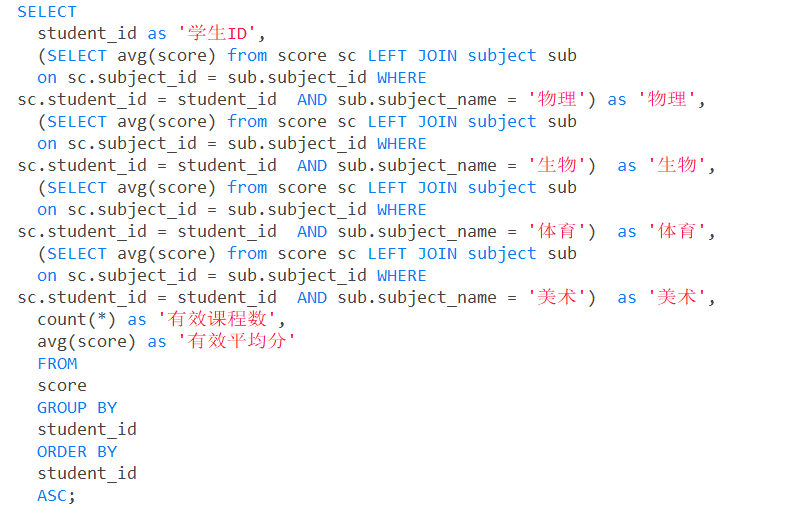 SELECT
student_id as '学生ID',
(SELECT avg(score) from score sc LEFT JOIN subject sub
on sc.subject_id = sub.subject_id WHERE
sc.student_id = student_id  AND sub.subject_name = '物理') as '物理',
(SELECT avg(score) from score sc LEFT JOIN subject sub
on sc.subject_id = sub.subject_id WHERE
sc.student_id = student_id  AND sub.subject_name = '生物')  as '生物',
(SELECT avg(score) from score sc LEFT JOIN subject sub
on sc.subject_id = sub.subject_id WHERE
sc.student_id = student_id  AND sub.subject_name = '体育')  as '体育',
(SELECT avg(score) from score sc LEFT JOIN subject sub
on sc.subject_id = sub.subject_id WHERE
sc.student_id = student_id  AND sub.subject_name = '美术')  as '美术',
count(*) as '有效课程数',
avg(score) as '有效平均分'
FROM
score
GROUP BY
student_id
ORDER BY
student_id
ASC;